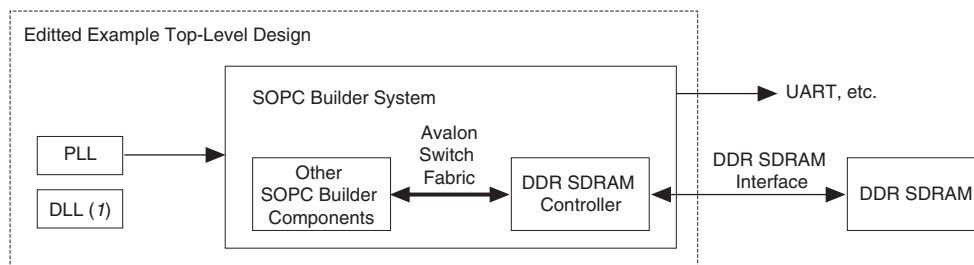 Editted Example Top-Level Design
SOPC Builder System
UART, etc.
PLL
DLL (1)
Other
SOPC Builder
Components
Avalon
Switch
Fabric
DDR SDRAM
Controller
DDR SDRAM
Interface
DDR SDRAM